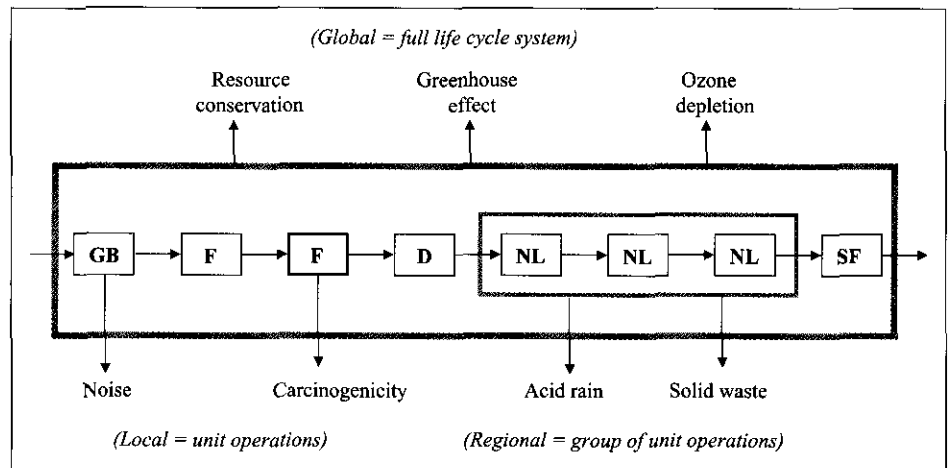 (Global = full life cycle system)
Resource conservation
Greenhouse effect
Ozone depletion
GB
F
F
D
NL
NL
NL
SF
Noise
Carcinogenicity
Acid rain
Solid waste
(Local = unit operations)
(Regional = group of unit operations)